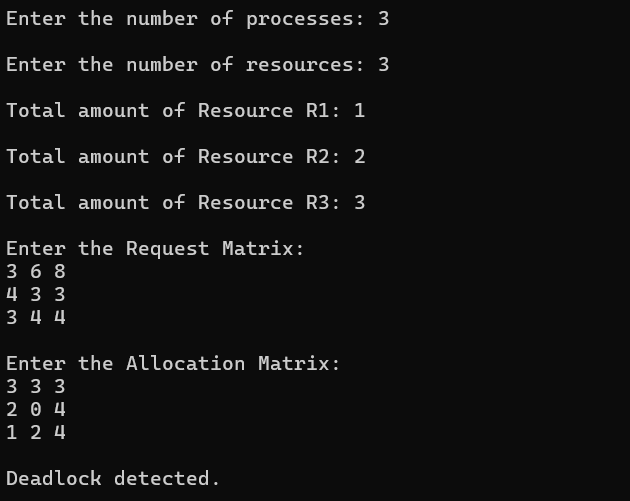 Enter the number of processes: 3
Enter the number of resources: 3
Total amount of Resource R1: 1
Total amount of Resource R2: 2
Total amount of Resource R3: 3
Enter the Request Matrix:
3 6 8
4 3 3
3 4 4
Enter the Allocation Matrix:
3 3 3
2 0 4
1 2 4
Deadlock detected.